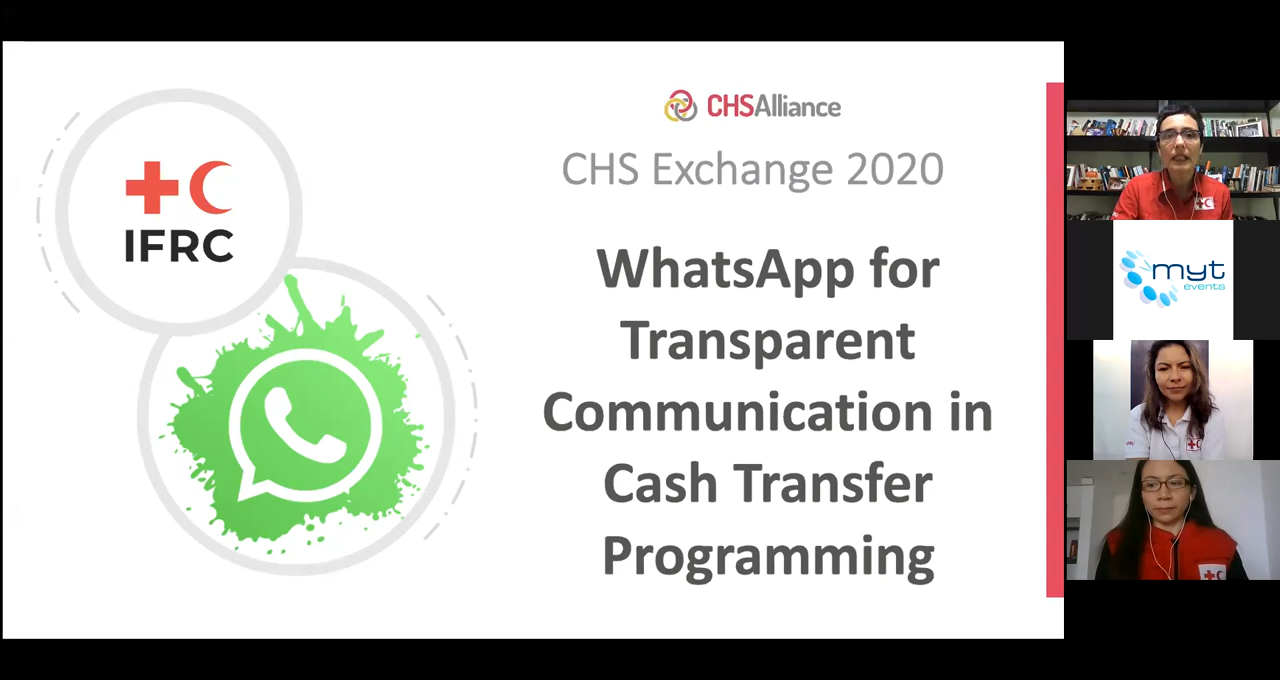 IFRC
CHSAlliance
CHS Exchange 2020
WhatsApp for
Transparent
Communication in
Cash Transfer
Programming
myt
events